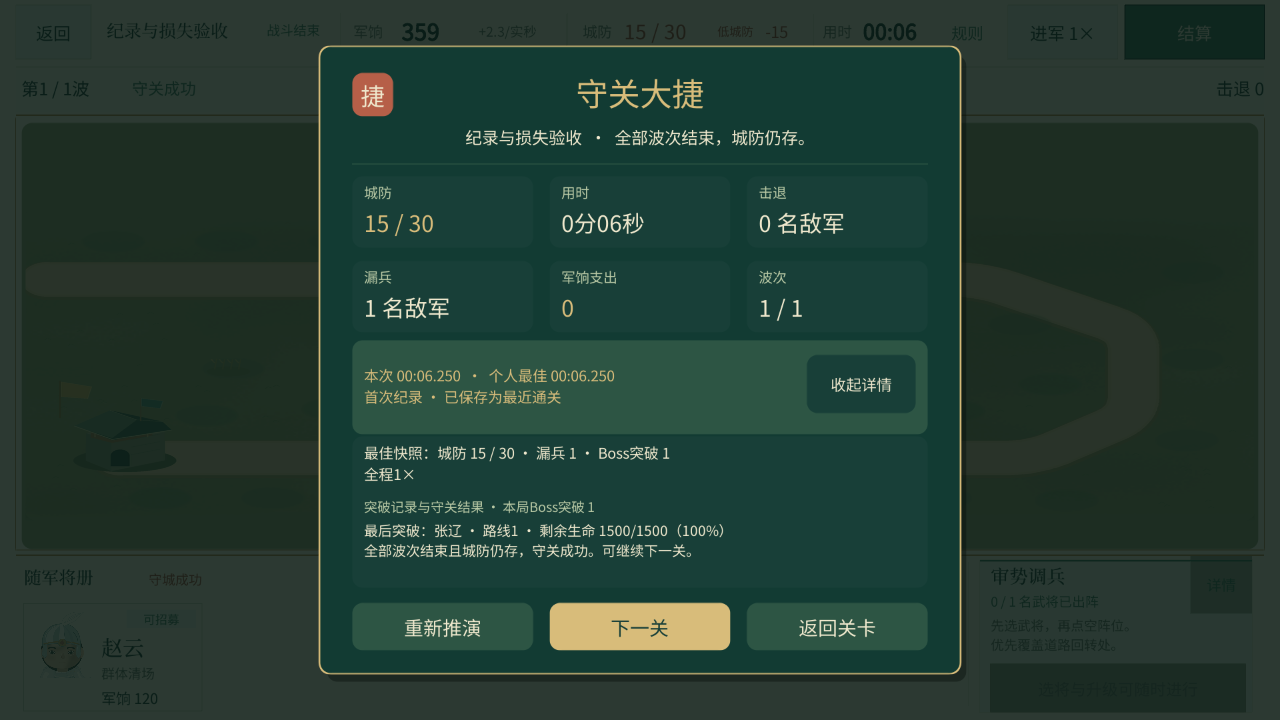 返回
纪录与损失验收
战斗结束
军饷 359
+2.3/实秒
城防 15 / 30
低城防 -15
用时 00:06
规则
进军 1×
结算
第1 / 1波
守关成功
击退 0
捷
守关大捷
纪录与损失验收 · 全部波次结束，城防仍存。
城防
15 / 30
用时
0分06秒
击退
0 名敌军
漏兵
1 名敌军
军饷支出
0
波次
1 / 1
本次 00:06.250 · 个人最佳 00:06.250
首次纪录 · 已保存为最近通关
收起详情
最佳快照：城防 15 / 30 · 漏兵 1 · Boss突破 1
全程1×
突破记录与守关结果 · 本局Boss突破 1
最后突破：张辽 · 路线1 · 剩余生命 1500/1500（100%）
全部波次结束且城防仍存，守关成功。可继续下一关。
重新推演
下一关
返回关卡
随军将册
守城成功
可招募
赵云
群体清场
军饷 120
审势调兵
详情
0 / 1 名武将已出阵
先选武将，再点空阵位。
优先覆盖道路回转处。